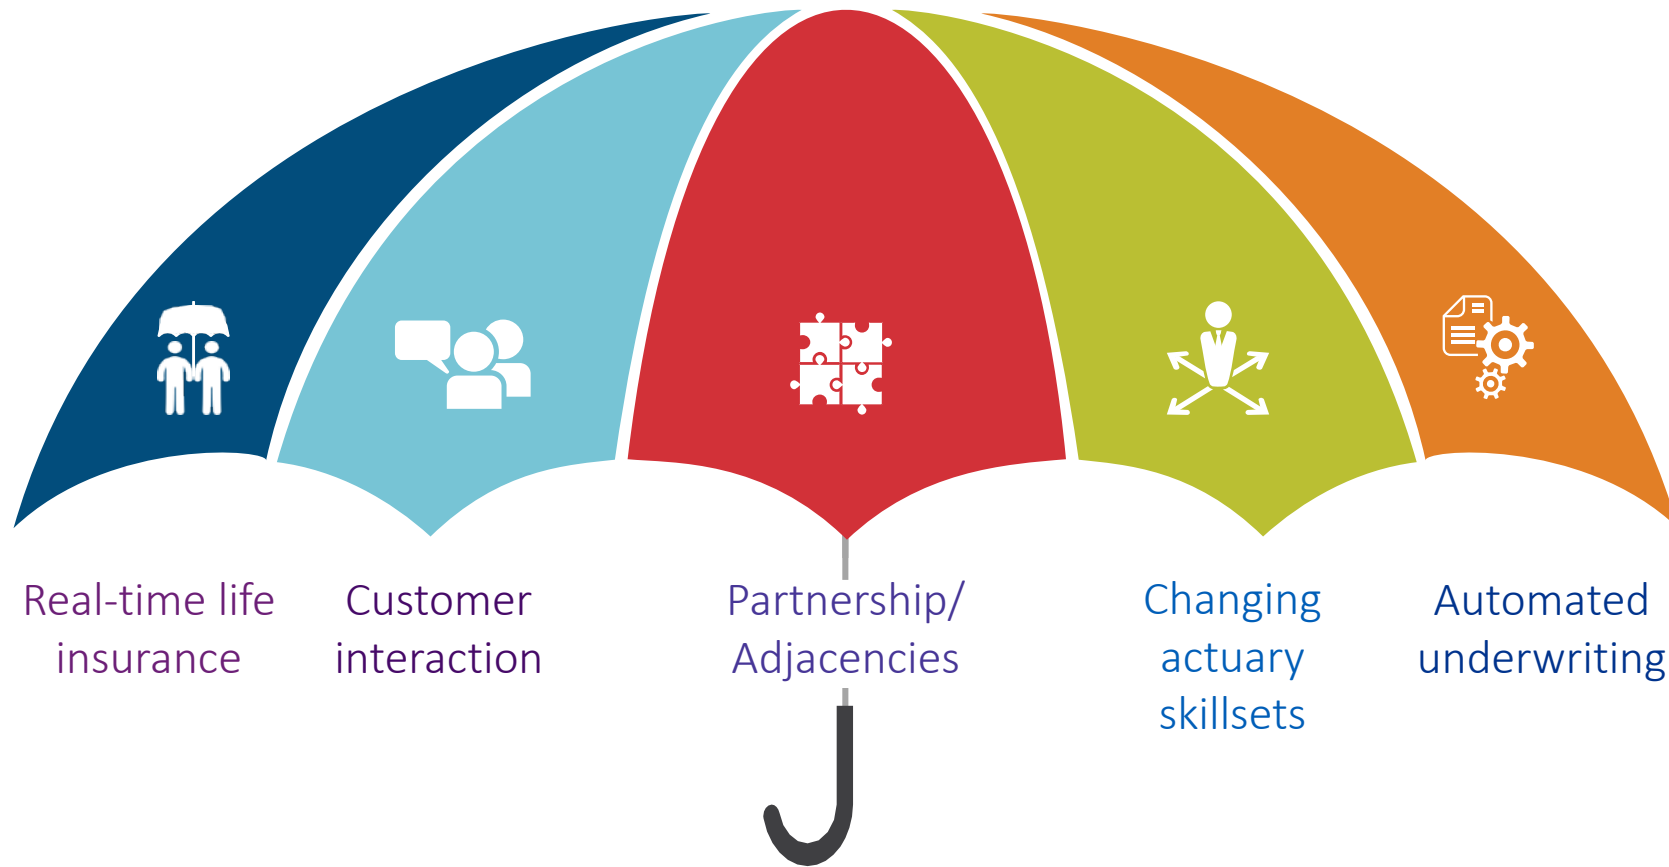 Real-time life
insurance
Customer
interaction
Partnership/
Adjacencies
Changing
actuary
skillsets
Automated
underwriting